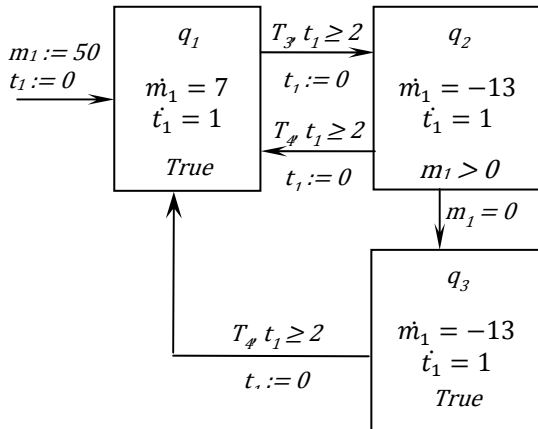 m₁ := 50
t₁ := 0
q₁
ṁ₁ = 7
ṫ₁ = 1
True
T₃, t₁ ≥ 2
t₁ := 0
T₄, t₁ ≥ 2
t₁ := 0
q₂
ṁ₁ = −13
ṫ₁ = 1
m₁ > 0
m₁ = 0
q₃
ṁ₁ = −13
ṫ₁ = 1
True
T₄, t₁ ≥ 2
t₁ := 0